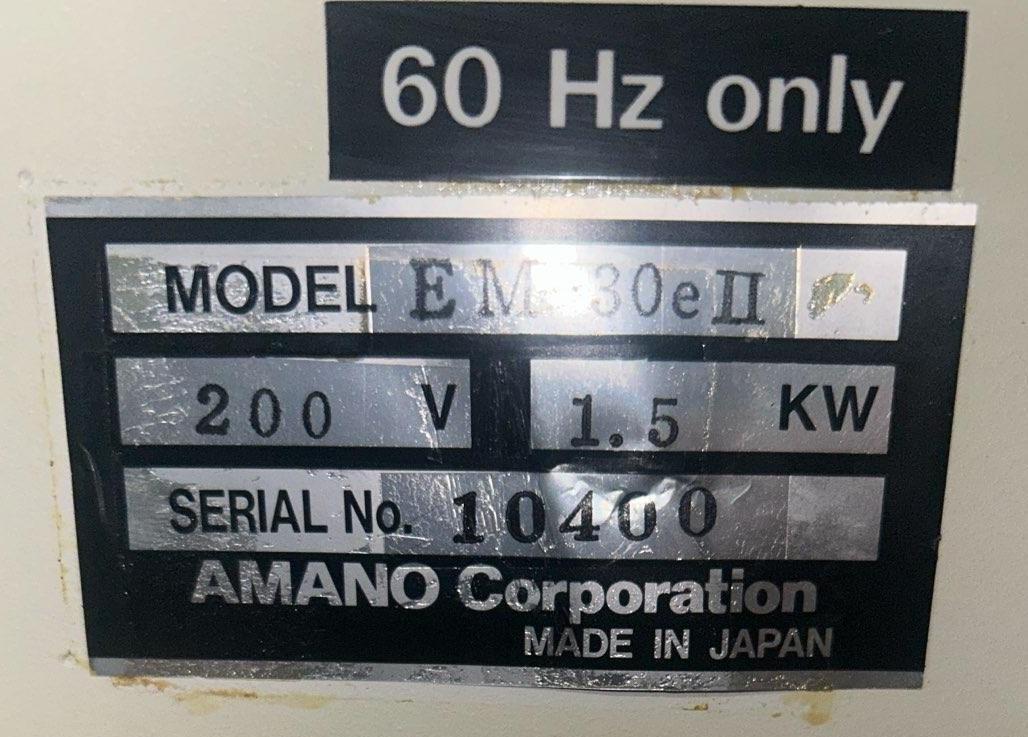 60 Hz only
MODEL EM 30eII
200 V 1.5 KW
SERIAL No. 10400
AMANO Corporation
MADE IN JAPAN